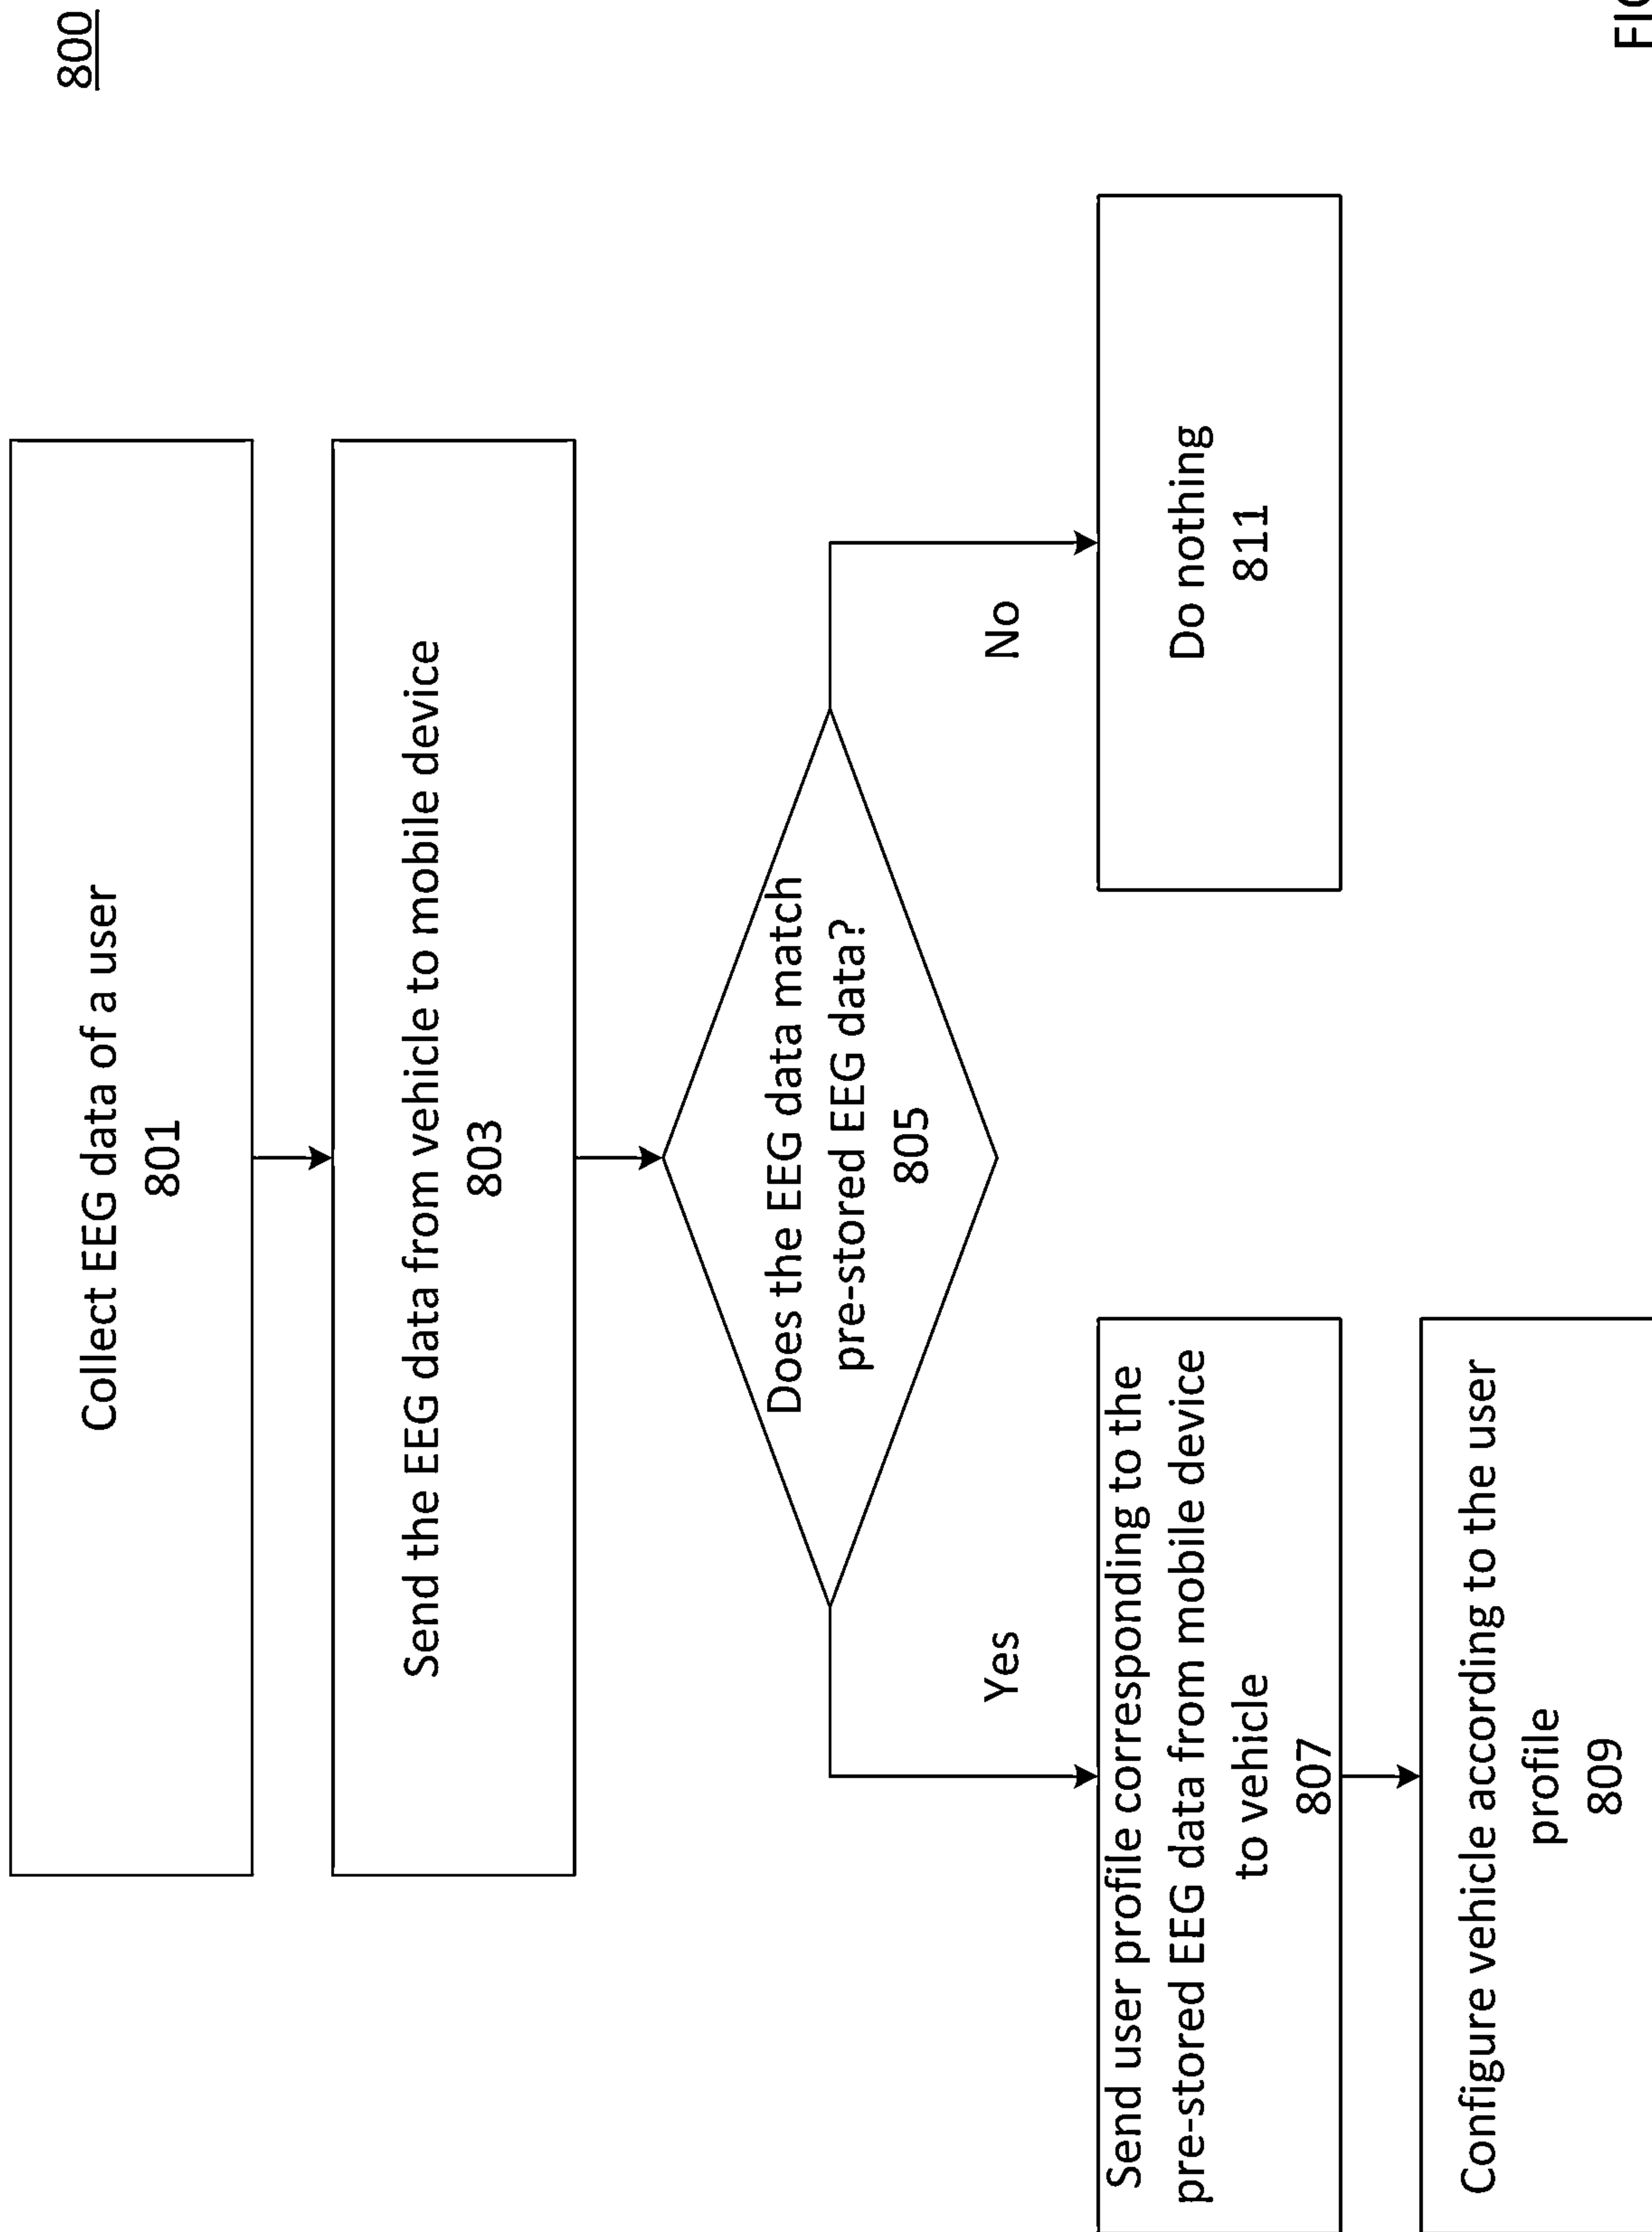 800
Collect EEG data of a user
801
Send the EEG data from vehicle to mobile device
803
Does the EEG data match
pre-stored EEG data?
805
Yes
No
Send user profile corresponding to the
pre-stored EEG data from mobile device
to vehicle
807
Do nothing
811
Configure vehicle according to the user
profile
809